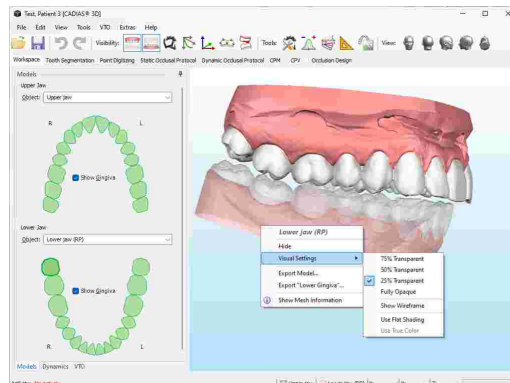 Test, Patient 3 [CADIAS® 3D]
File Edit View Tools VTO Extras Help
Visibility: Tools: View:
Workspace Tooth Segmentation Point Digitizing Static Occlusal Protocol Dynamic Occlusal Protocol CRM CPV Occlusion Design
Models
Upper Jaw
Object: Upper Jaw
R L
Show Gingiva
Lower Jaw
Object: Lower Jaw (RP)
Show Gingiva
R L
Models Dynamics VTO
Lower Jaw (RP)
Hide
Visual Settings
Export Model...
Export "Lower Gingiva"...
Show Mech Information
75% Transparent
50% Transparent
25% Transparent
Fully Opaque
Show Wireframe
Use Flat Shading
Use True Color